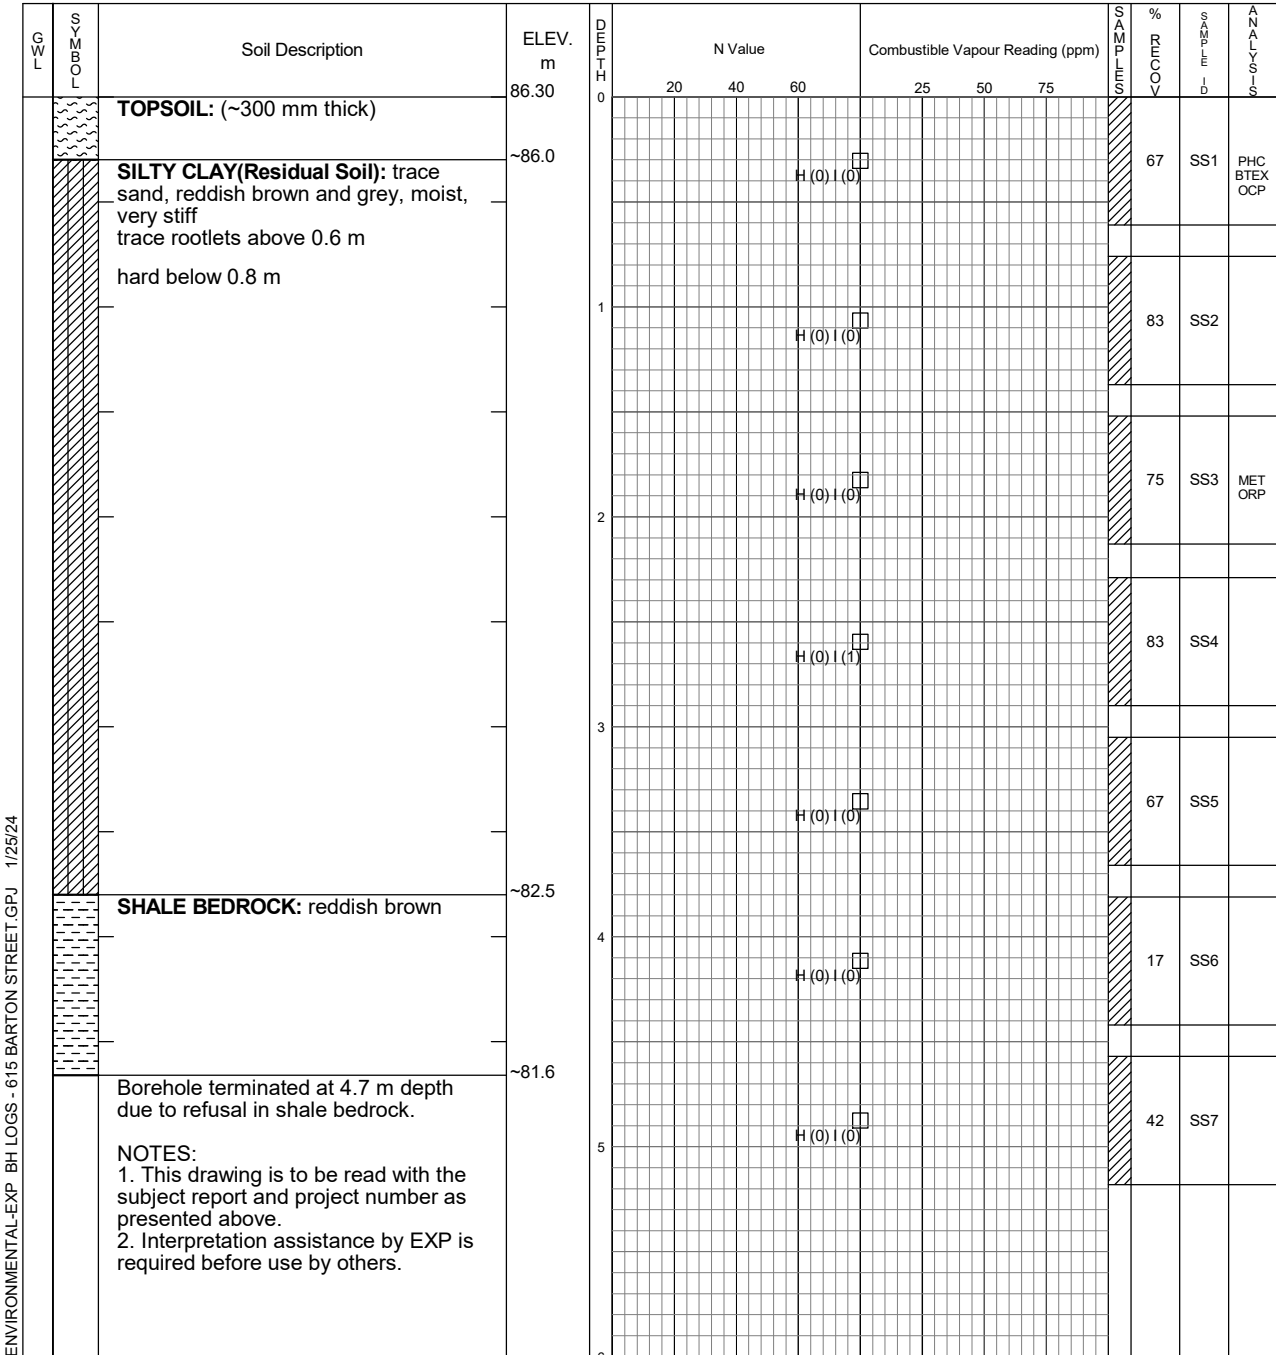 GWL
SYMBOL
Soil Description
ELEV.
m
DEPTH
N Value
Combustible Vapour Reading (ppm)
SAMPLES
% RECOV
SAMPLE ID
ANALYSIS
20 40 60
25 50 75
86.30
0
TOPSOIL: (~300 mm thick)
~86.0
SILTY CLAY(Residual Soil): trace
sand, reddish brown and grey, moist,
very stiff
trace rootlets above 0.6 m
hard below 0.8 m
H (0) I (0)
67
SS1
PHC
BTEX
OCP
1
H (0) I (0)
83
SS2
H (0) I (0)
75
SS3
MET
ORP
2
H (0) I (1)
83
SS4
3
H (0) I (0)
67
SS5
~82.5
SHALE BEDROCK: reddish brown
4
H (0) I (0)
17
SS6
~81.6
Borehole terminated at 4.7 m depth
due to refusal in shale bedrock.
H (0) I (0)
42
SS7
5
NOTES:
1. This drawing is to be read with the
subject report and project number as
presented above.
2. Interpretation assistance by EXP is
required before use by others.
ENVIRONMENTAL-EXP BH LOGS - 615 BARTON STREET.GPJ 1/25/24